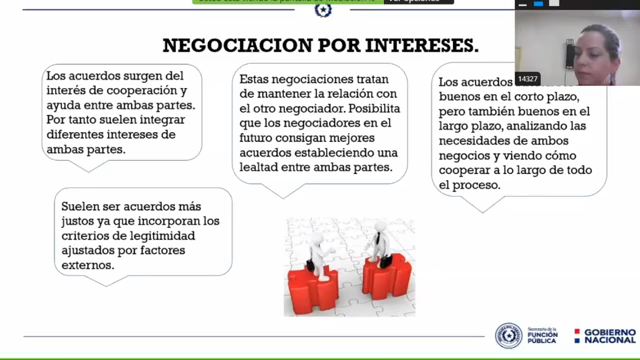 NEGOCIACION POR INTERESES.
Los acuerdos surgen del
interés de cooperación y
ayuda entre ambas partes.
Por tanto suelen integrar
diferentes intereses de
ambas partes.
Estas negociaciones tratan
de mantener la relación con
el otro negociador. Posibilita
que los negociadores en el
futuro consigan mejores
acuerdos estableciendo una
lealtad entre ambas partes.
Los acuerdos
buenos en el corto plazo,
pero también buenos en el
largo plazo, analizando las
necesidades de ambos
negocios y viendo cómo
cooperar a lo largo de todo
el proceso.
Suelen ser acuerdos más
justos ya que incorporan los
criterios de legitimidad
ajustados por factores
externos.
14327
Secretaría de la
FUNCIÓN
PÚBLICA
GOBIERNO
NACIONAL